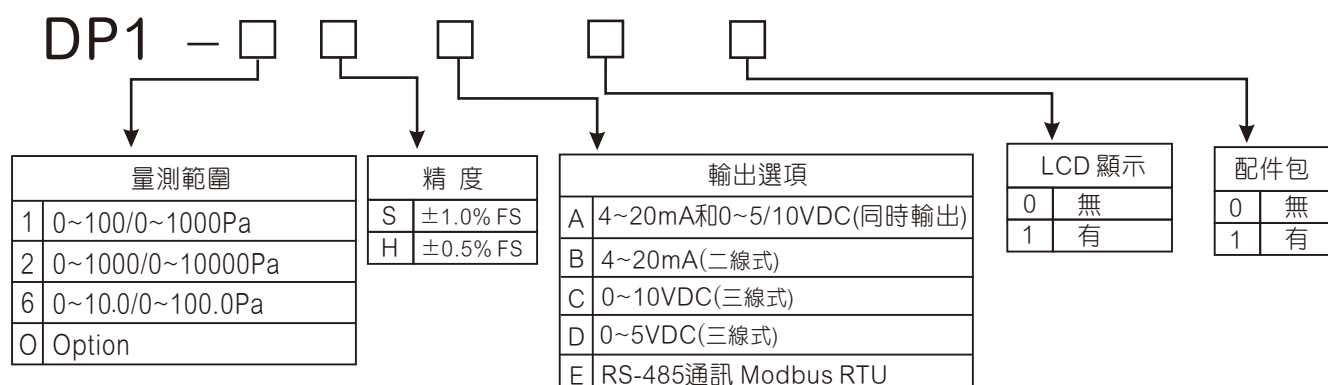 DP1 –
量測範圍
1 0~100/0~1000Pa
2 0~1000/0~10000Pa
6 0~10.0/0~100.0Pa
O Option
精 度
S ±1.0% FS
H ±0.5% FS
輸出選項
A 4~20mA和0~5/10VDC(同時輸出)
B 4~20mA(二線式)
C 0~10VDC(三線式)
D 0~5VDC(三線式)
E RS-485通訊 Modbus RTU
LCD 顯示
0 無
1 有
配件包
0 無
1 有